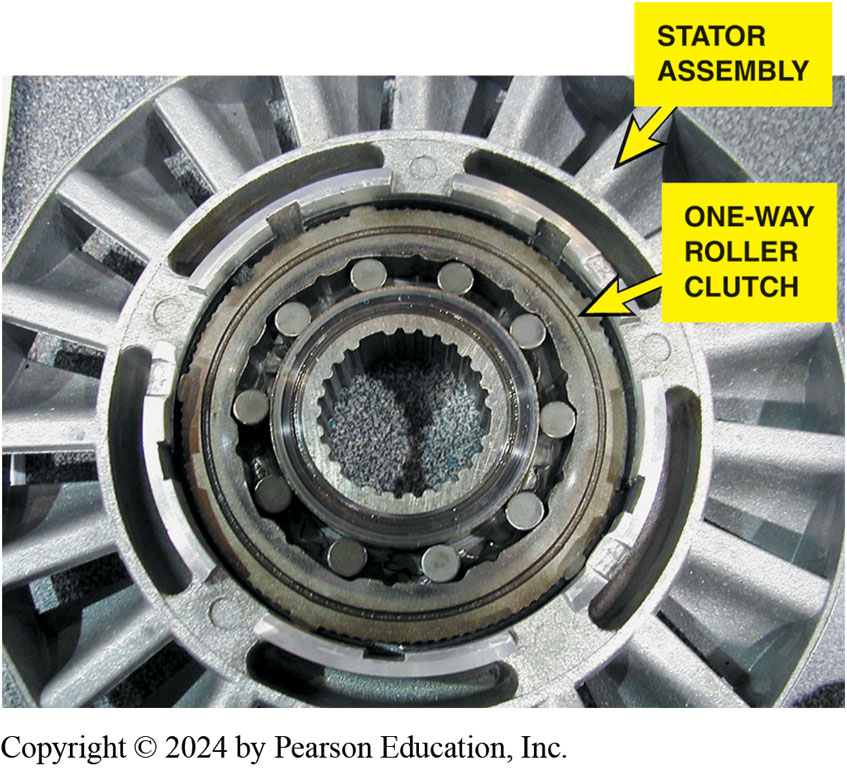 STATOR
ASSEMBLY
ONE-WAY
ROLLER
CLUTCH
Copyright © 2024 by Pearson Education, Inc.